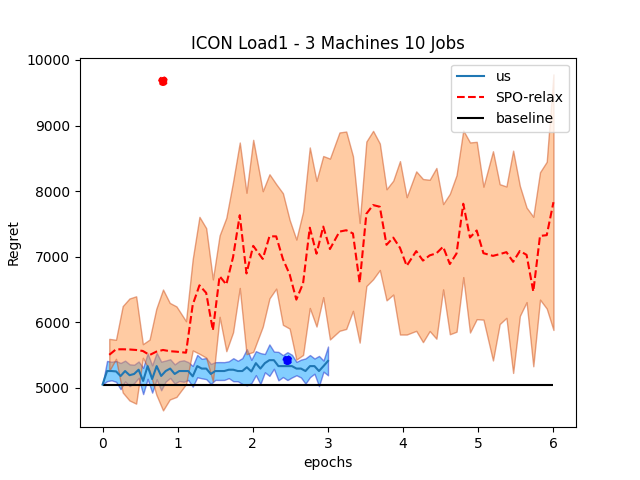 ICON Load1 - 3 Machines 10 Jobs
10000
9000
8000
7000
6000
5000
Regret
us
SPO-relax
baseline
0 1 2 3 4 5 6
epochs